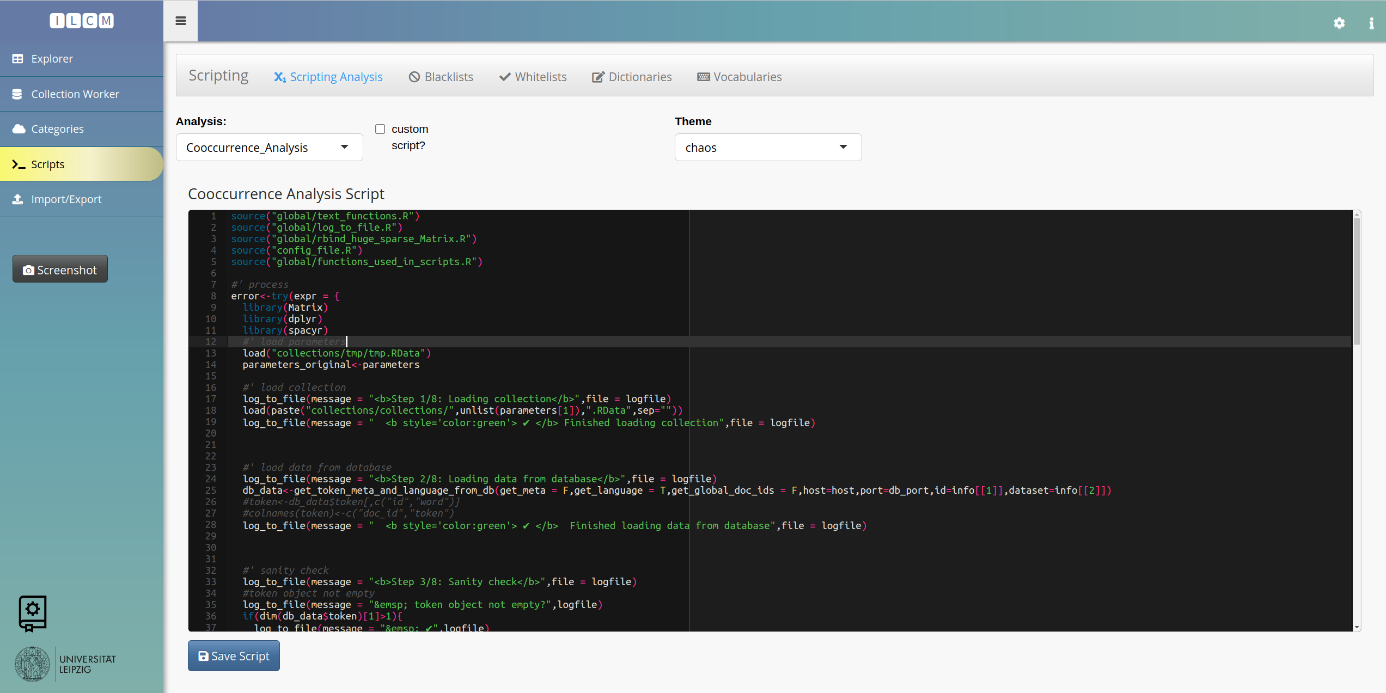 ILCM
Explorer
Collection Worker
Categories
Scripts
Import/Export
Screenshot
UNIVERSITÄT
LEIPZIG
Scripting
Scripting Analysis
Blacklists
Whitelists
Dictionaries
Vocabularies
Analysis:
Cooccurrence_Analysis
custom
script?
Theme
chaos
Cooccurrence Analysis Script
1 source("global/text_functions.R")
2 source("global/log_to_file.R")
3 source("global/rbind_huge_sparse_Matrix.R")
4 source("config_file.R")
5 source("global/functions_used_in_scripts.R")
6
7 #' process
8 error<-try(expr = {
9 library(Matrix)
10 library(dplyr)
11 library(spacyr)
12 #' load parameters
13 load("collections/tmp/tmp.RData")
14 parameters_original<-parameters
15
16 #' load collection
17 log_to_file(message = "<b>Step 1/8: Loading collection</b>",file = logfile)
18 load(paste("collections/collections/",unlist(parameters[1]),".RData",sep=""))
19 log_to_file(message = "  <b style='color:green'> ✔ </b> Finished loading collection",file = logfile)
20
21
22
23 #' load data from database
24 log_to_file(message = "<b>Step 2/8: Loading data from database</b>",file = logfile)
25 db_data<-get_token_meta_and_language_from_db(get_meta = F,get_language = T,get_global_doc_ids = F,host=host,port=db_port,id=info[[1]],dataset=info[[2]])
26 #token<-db_data$token[,c("id","word")]
27 #colnames(token)<-c("doc_id","token")
28 log_to_file(message = "  <b style='color:green'> ✔ </b>  Finished loading data from database",file = logfile)
29
30
31
32 #' sanity check
33 log_to_file(message = "<b>Step 3/8: Sanity check</b>",file = logfile)
34 #token object not empty
35 log_to_file(message = "&emsp; token object not empty?",logfile)
36 if(dim(db_data$token)[1]>1){
37 log_to_file(message = "&emsp; ✔",logfile)
Save Script